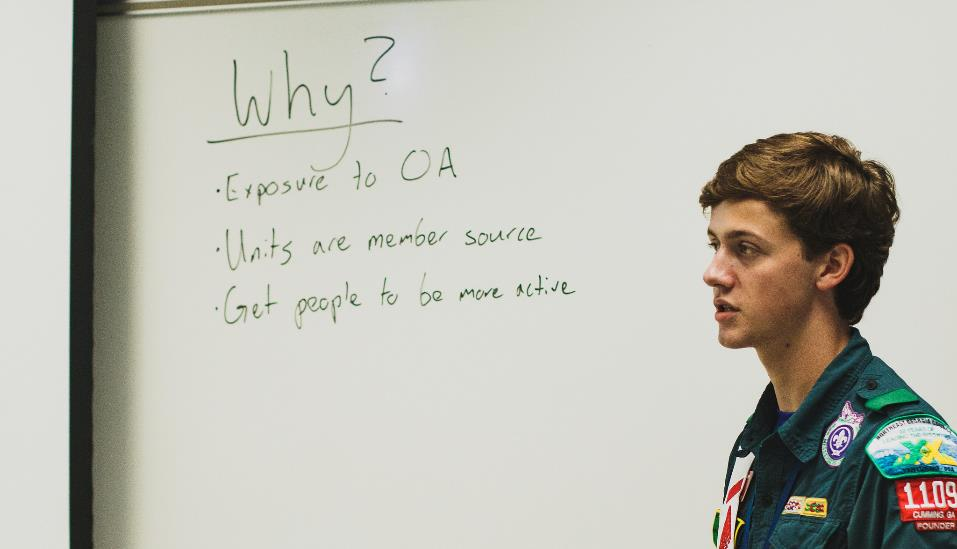 Why?
· Exposure to OA
· Units are member source
· Get people to be more active
1109
CUMMING, GA
FOUNDER